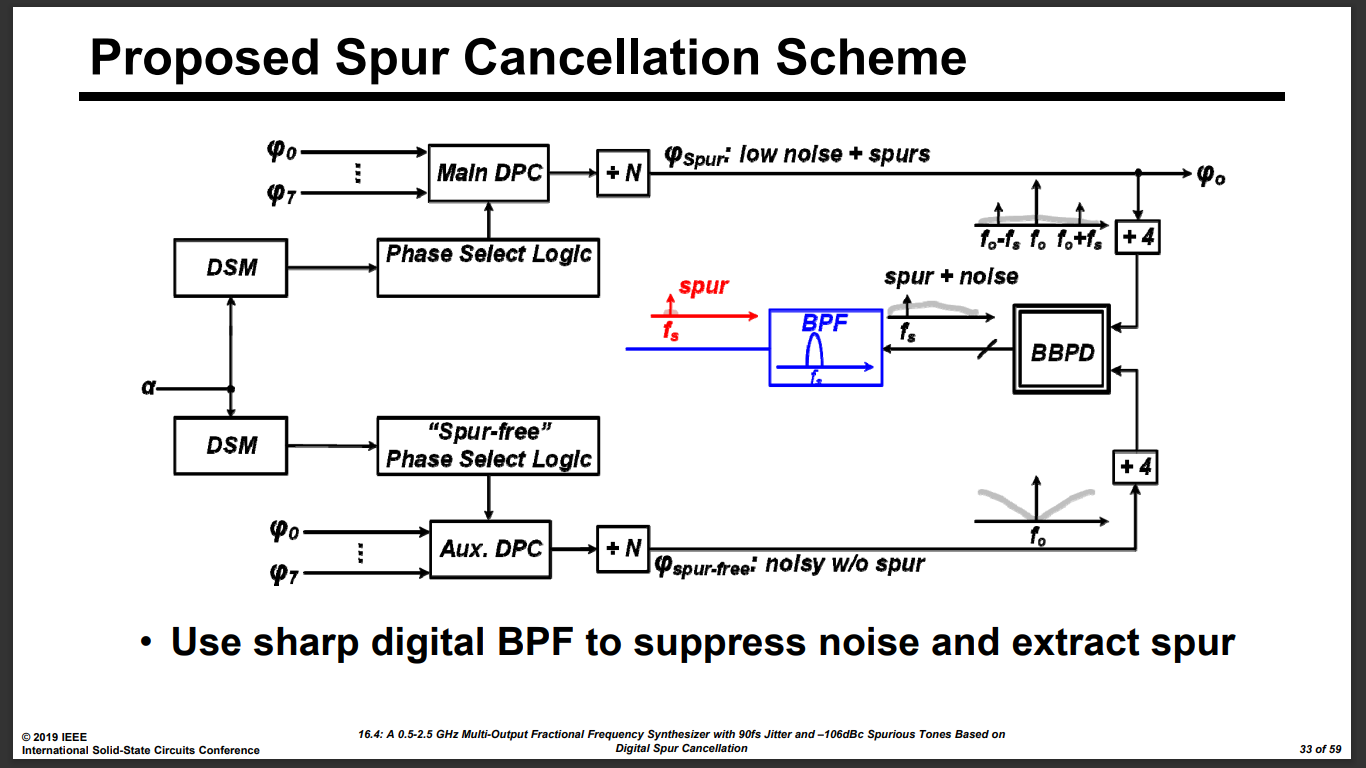 Proposed Spur Cancellation Scheme
φ0
φ7
Main DPC
÷ N
φSpur: low noise + spurs
φo
fo-fs fo fo+fs
÷ 4
DSM
Phase Select Logic
spur
fs
BPF
fs
spur + noise
fs
BBPD
α
DSM
“Spur-free”
Phase Select Logic
÷ 4
fo
φ0
φ7
Aux. DPC
÷ N
φspur-free: noisy w/o spur
• Use sharp digital BPF to suppress noise and extract spur
© 2019 IEEE
International Solid-State Circuits Conference
16.4: A 0.5-2.5 GHz Multi-Output Fractional Frequency Synthesizer with 90fs Jitter and –106dBc Spurious Tones Based on
Digital Spur Cancellation
33 of 59